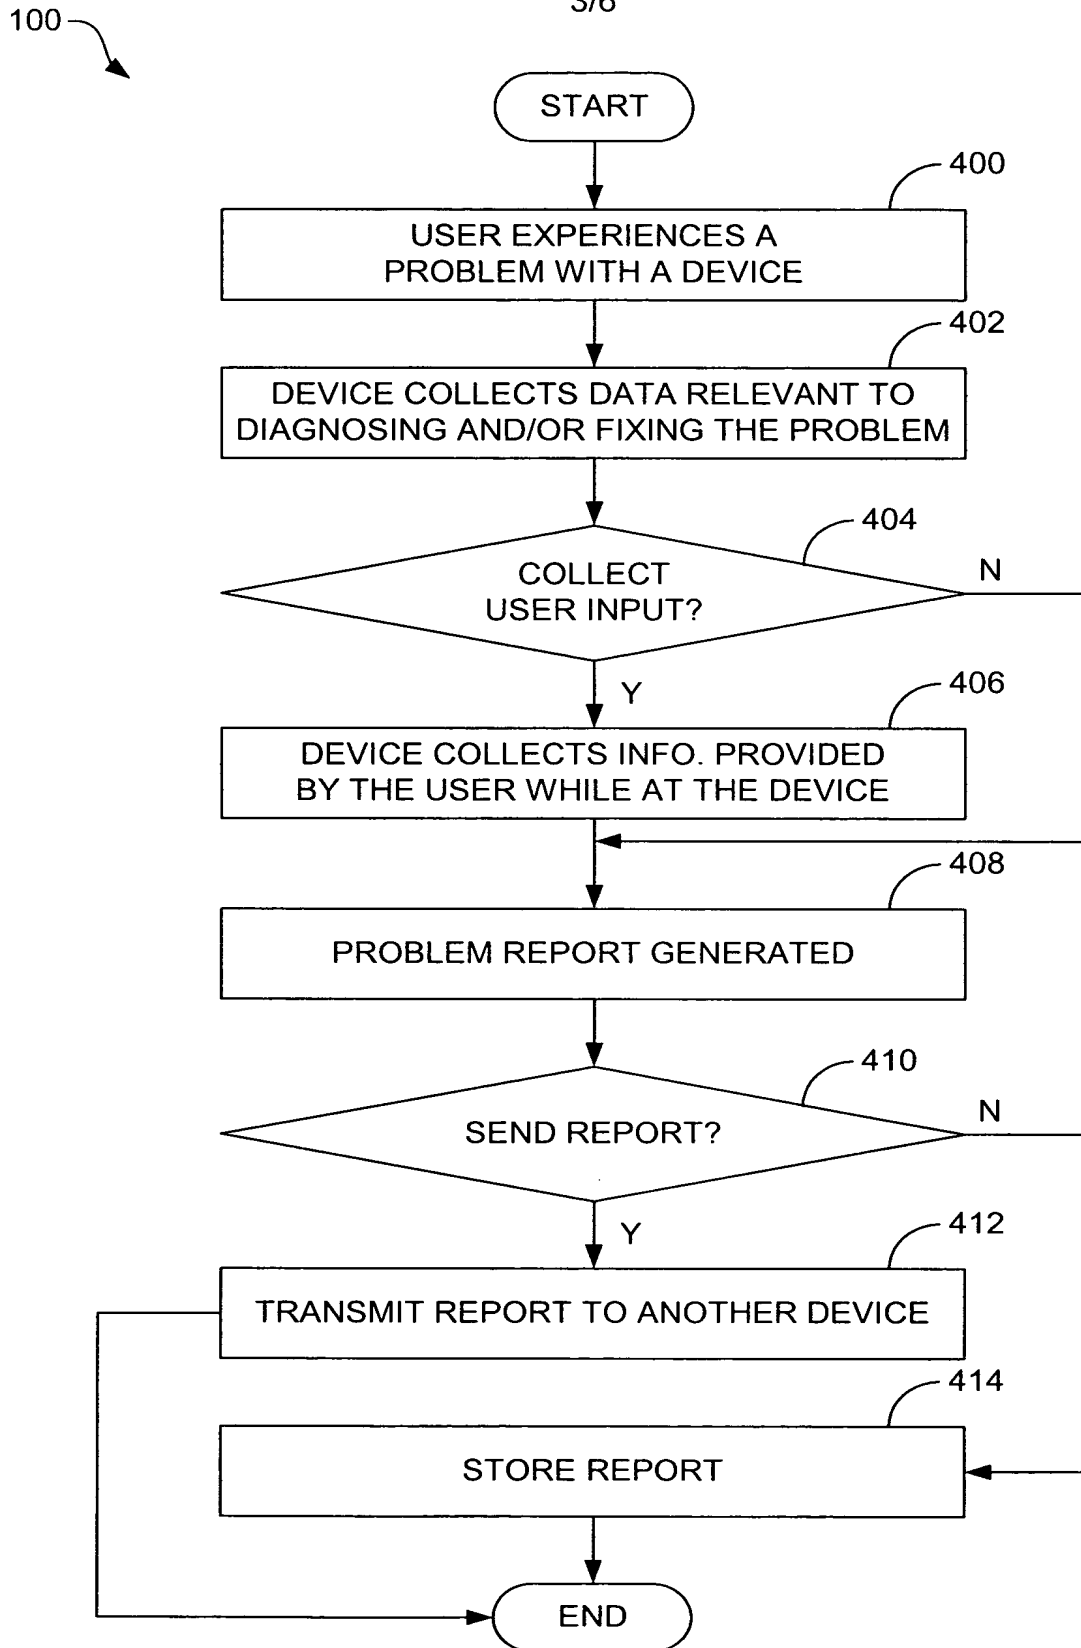 3/6
100
START
400
USER EXPERIENCES A
PROBLEM WITH A DEVICE
402
DEVICE COLLECTS DATA RELEVANT TO
DIAGNOSING AND/OR FIXING THE PROBLEM
404
COLLECT
USER INPUT?
N
Y
406
DEVICE COLLECTS INFO. PROVIDED
BY THE USER WHILE AT THE DEVICE
408
PROBLEM REPORT GENERATED
410
SEND REPORT?
N
Y
412
TRANSMIT REPORT TO ANOTHER DEVICE
414
STORE REPORT
END